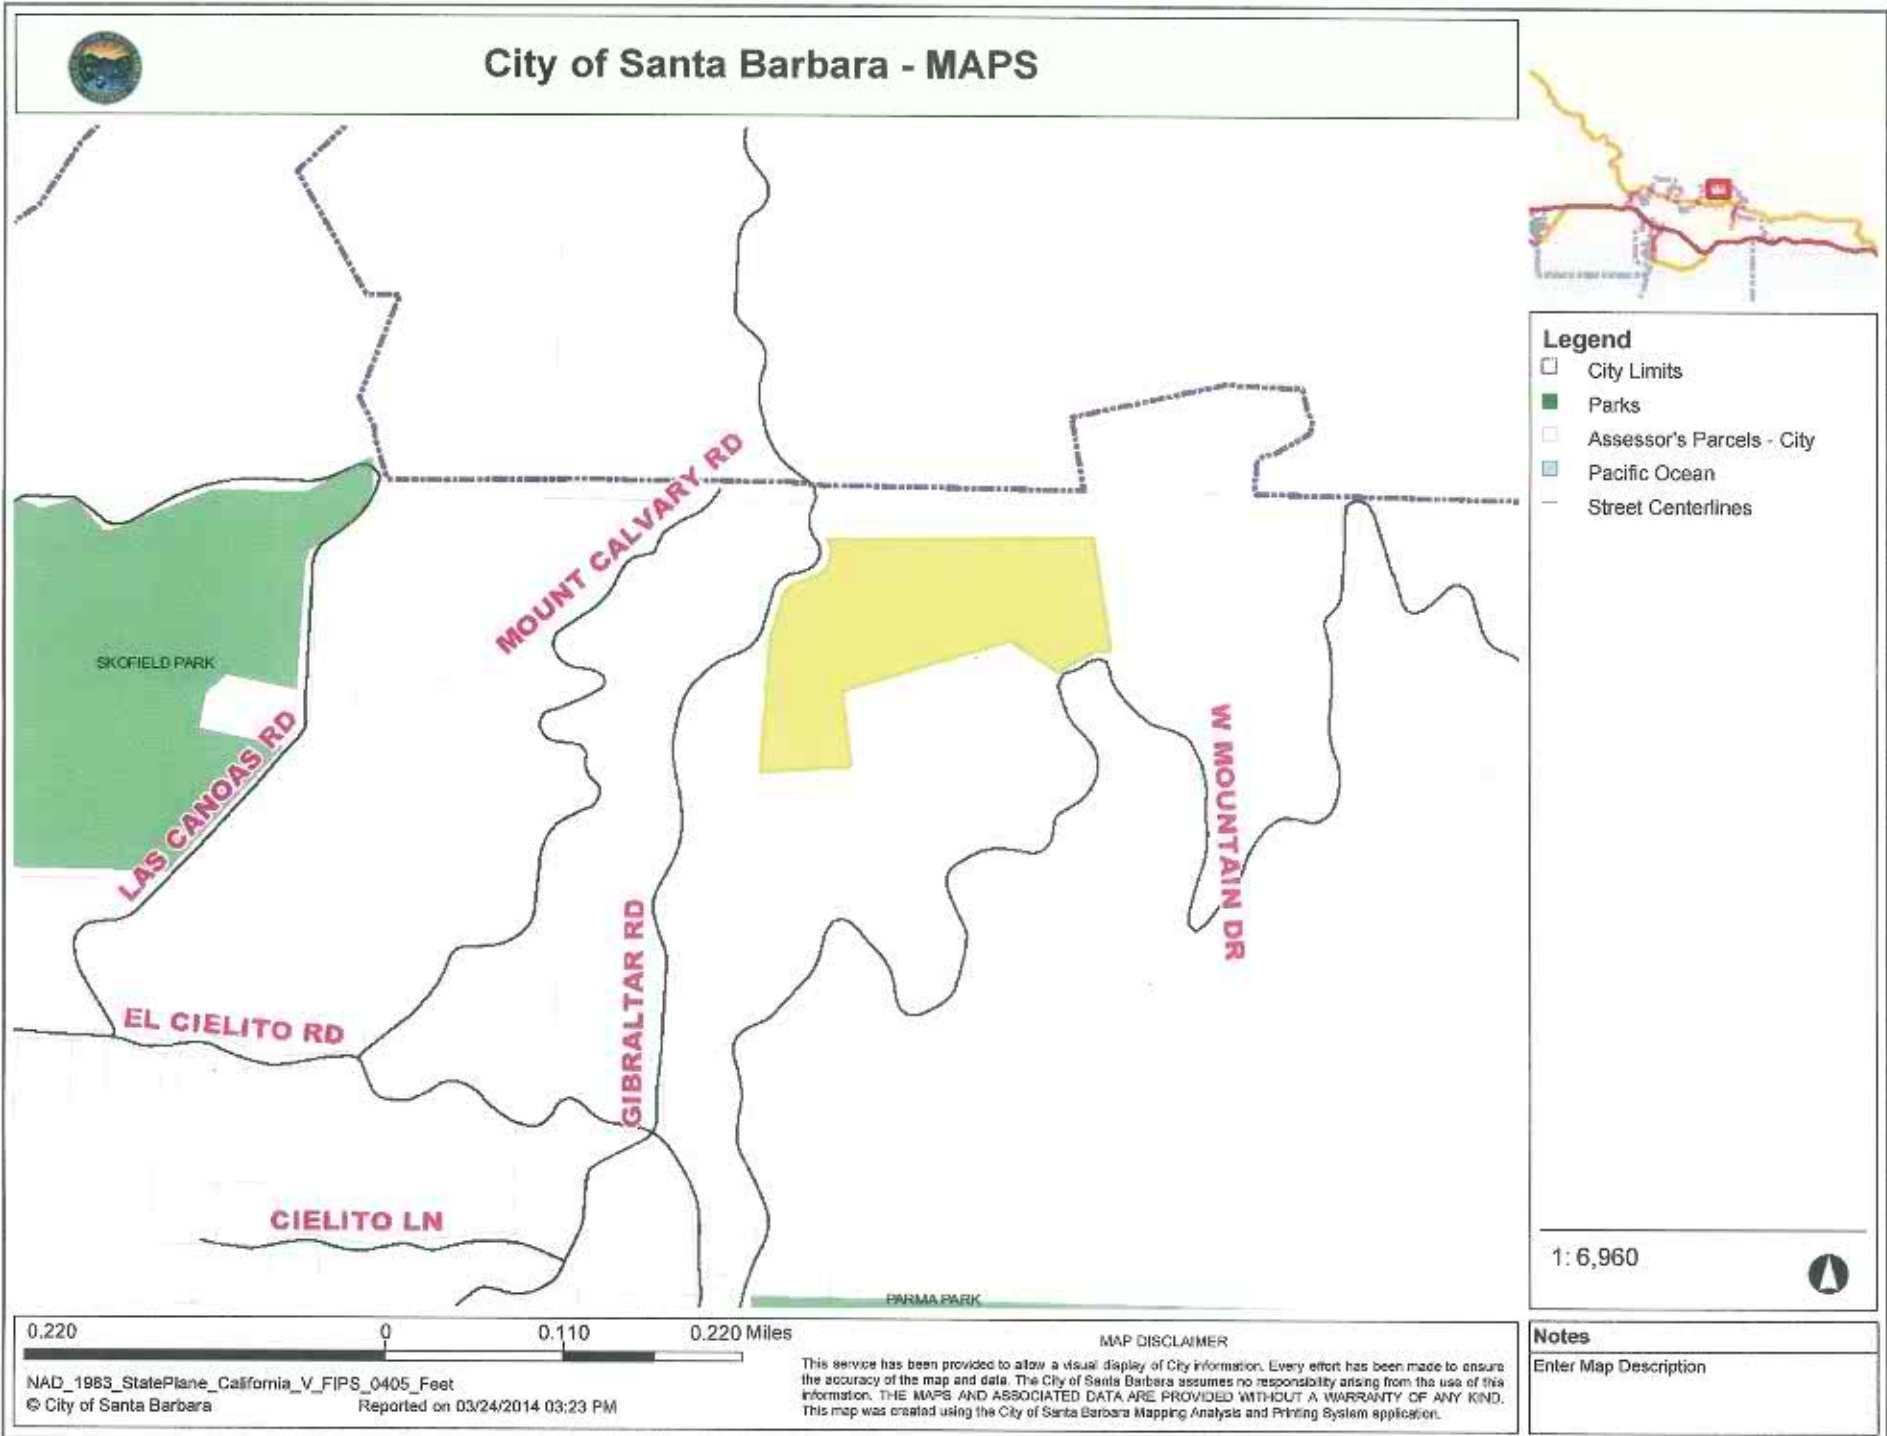 City of Santa Barbara - MAPS
MOUNT CALVARY RD
SKOFIELD PARK
LAS CANOAS RD
W MOUNTAIN DR
GIBRALTAR RD
EL CIELITO RD
CIELITO LN
PARMA PARK
Legend
City Limits
Parks
Assessor's Parcels - City
Pacific Ocean
Street Centerlines
1: 6,960
0.220 0 0.110 0.220 Miles
NAD_1983_StatePlane_California_V_FIPS_0405_Feet
© City of Santa Barbara Reported on 03/24/2014 03:23 PM
MAP DISCLAIMER
This service has been provided to allow a visual display of City information. Every effort has been made to ensure
the accuracy of the map and data. The City of Santa Barbara assumes no responsibility arising from the use of this
information. THE MAPS AND ASSOCIATED DATA ARE PROVIDED WITHOUT A WARRANTY OF ANY KIND.
This map was created using the City of Santa Barbara Mapping Analysis and Printing System application.
Notes
Enter Map Description